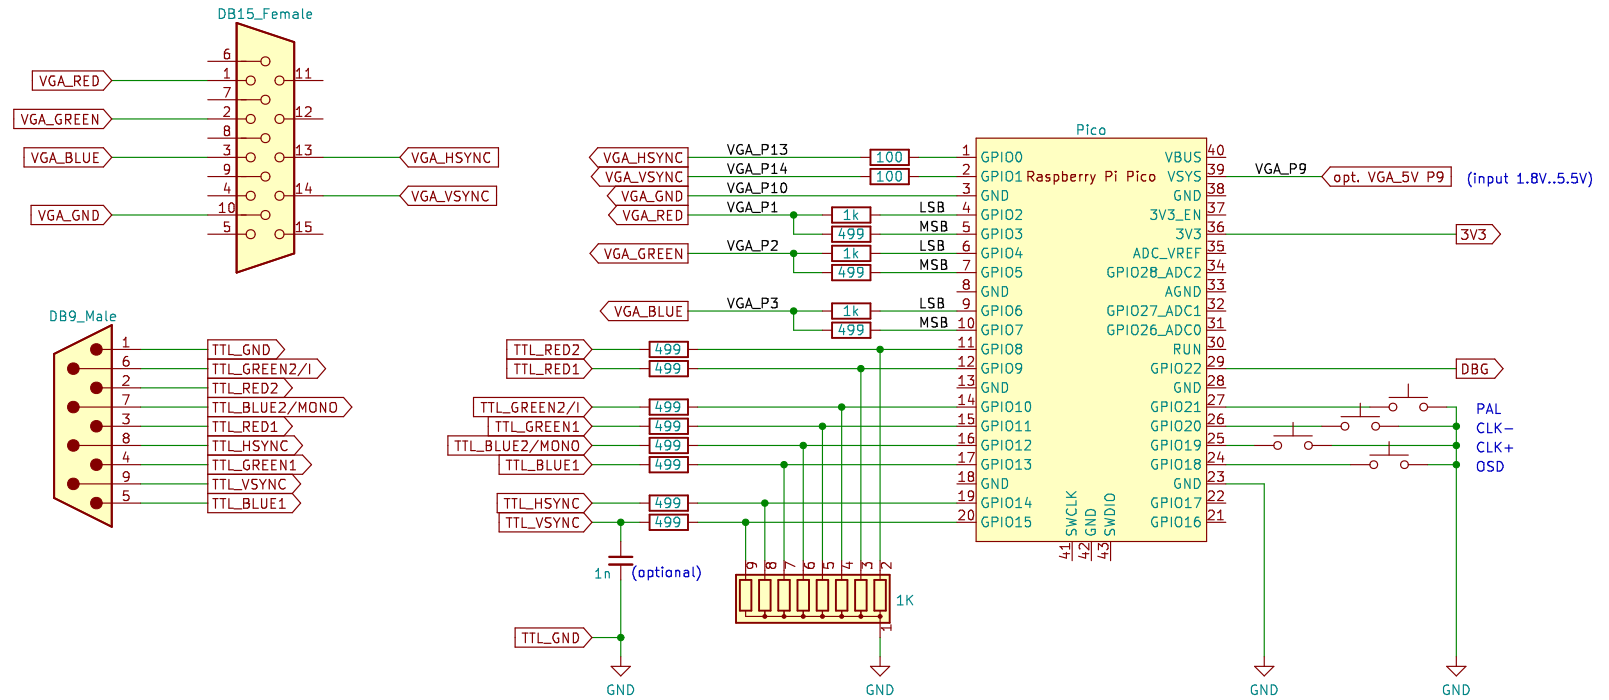 DB15_Female
6
1
7
2
8
3
9
4
10
5
11
12
13
14
15
VGA_RED
VGA_GREEN
VGA_BLUE
VGA_GND
VGA_HSYNC
VGA_VSYNC
DB9_Male
1 TTL_GND
6 TTL_GREEN2/I
2 TTL_RED2
7 TTL_BLUE2/MONO
3 TTL_RED1
8 TTL_HSYNC
4 TTL_GREEN1
9 TTL_VSYNC
5 TTL_BLUE1
Pico
Raspberry Pi Pico
VGA_HSYNC VGA_P13 100 1 GPIO0
VGA_VSYNC VGA_P14 100 2 GPIO1
VGA_GND VGA_P10 3 GND
VGA_RED VGA_P1 1k LSB 4 GPIO2
499 MSB 5 GPIO3
VGA_GREEN VGA_P2 1k LSB 6 GPIO4
499 MSB 7 GPIO5
8 GND
VGA_BLUE VGA_P3 1k LSB 9 GPIO6
499 MSB 10 GPIO7
TTL_RED2 499 11 GPIO8
TTL_RED1 499 12 GPIO9
13 GND
TTL_GREEN2/I 499 14 GPIO10
TTL_GREEN1 499 15 GPIO11
TTL_BLUE2/MONO 499 16 GPIO12
TTL_BLUE1 499 17 GPIO13
18 GND
TTL_HSYNC 499 19 GPIO14
TTL_VSYNC 499 20 GPIO15
VBUS 40
VSYS 39 VGA_P9 opt. VGA_5V P9 (input 1.8V..5.5V)
GND 38
3V3_EN 37
3V3 36 3V3
ADC_VREF 35
GPIO28_ADC2 34
AGND 33
GPIO27_ADC1 32
GPIO26_ADC0 31
RUN 30
GPIO22 29 DBG
GND 28
GPIO21 27 PAL
GPIO20 26 CLK-
GPIO19 25 CLK+
GPIO18 24 OSD
GND 23
GPIO17 22
GPIO16 21
SWCLK 41
GND 42
SWDIO 43
1n (optional)
9 8 7 6 5 4 3 2
1K
1
TTL_GND
GND
GND
GND
GND